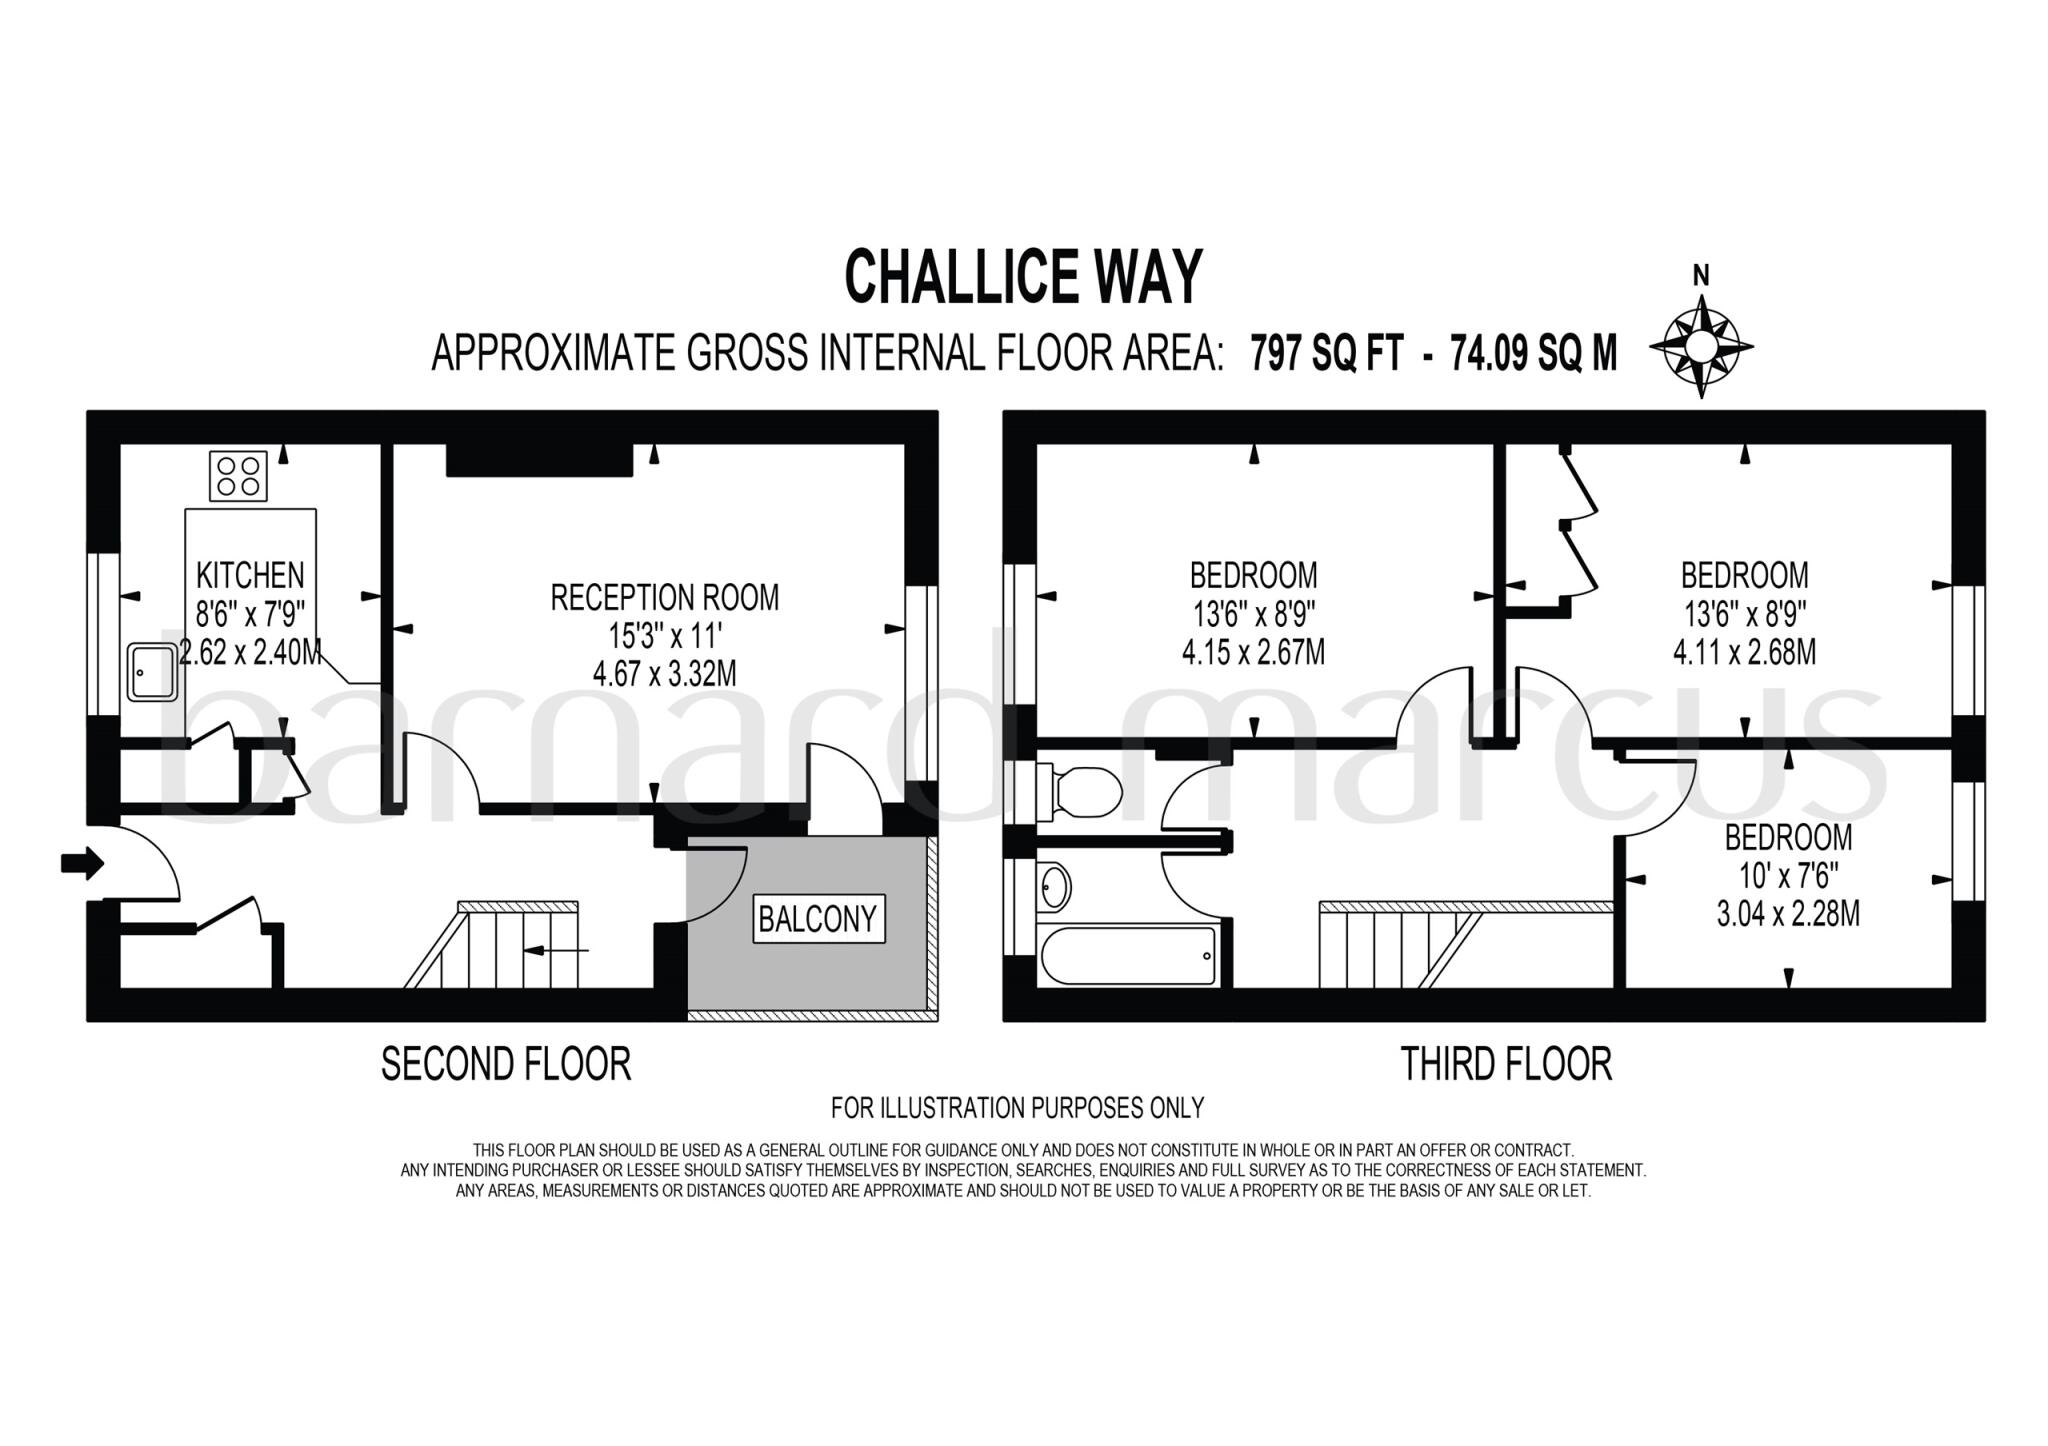 CHALLICE WAY
N
APPROXIMATE GROSS INTERNAL FLOOR AREA: 797 SQ FT - 74.09 SQ M
KITCHEN
8'6" x 7'9"
2.62 x 2.40M
RECEPTION ROOM
15'3" x 11'
4.67 x 3.32M
BALCONY
BEDROOM
13'6" x 8'9"
4.15 x 2.67M
BEDROOM
13'6" x 8'9"
4.11 x 2.68M
BEDROOM
10' x 7'6"
3.04 x 2.28M
barnard marcus
SECOND FLOOR
THIRD FLOOR
FOR ILLUSTRATION PURPOSES ONLY
THIS FLOOR PLAN SHOULD BE USED AS A GENERAL OUTLINE FOR GUIDANCE ONLY AND DOES NOT CONSTITUTE IN WHOLE OR IN PART AN OFFER OR CONTRACT.
ANY INTENDING PURCHASER OR LESSEE SHOULD SATISFY THEMSELVES BY INSPECTION, SEARCHES, ENQUIRIES AND FULL SURVEY AS TO THE CORRECTNESS OF EACH STATEMENT.
ANY AREAS, MEASUREMENTS OR DISTANCES QUOTED ARE APPROXIMATE AND SHOULD NOT BE USED TO VALUE A PROPERTY OR BE THE BASIS OF ANY SALE OR LET.